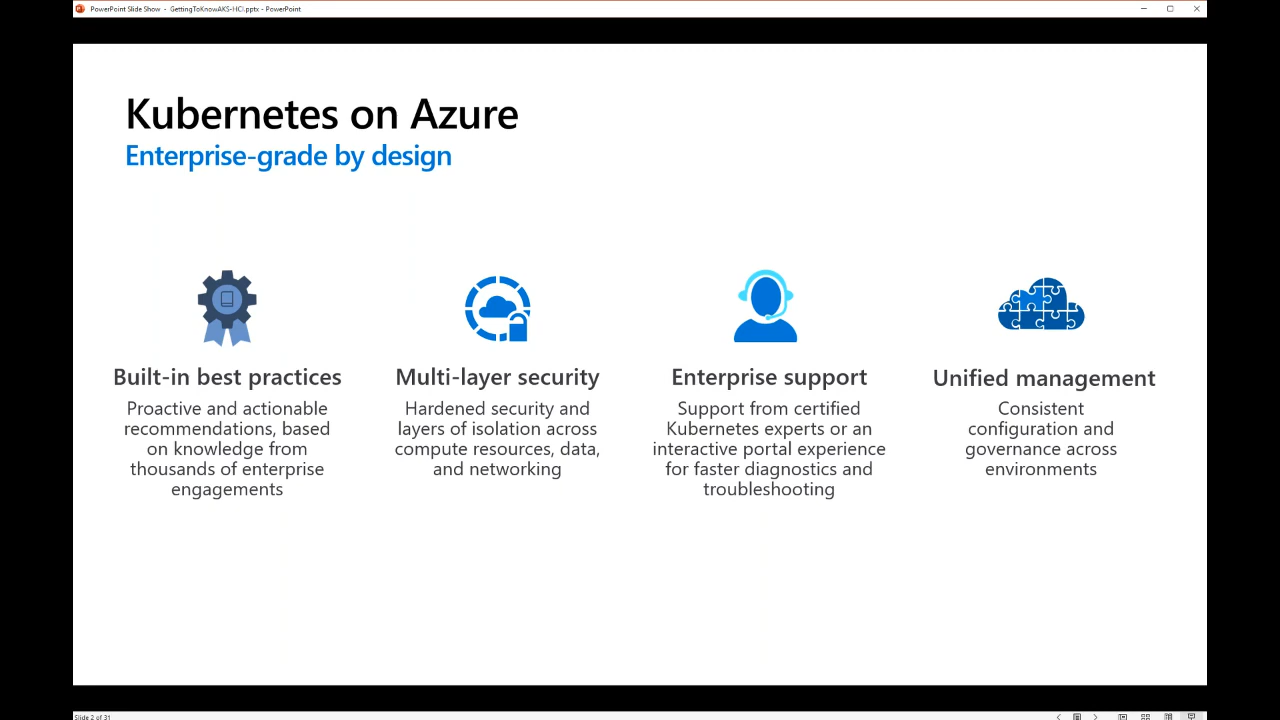 PowerPoint Slide Show - GettingToKnowAKS-HCI.pptx - PowerPoint
Kubernetes on Azure
Enterprise-grade by design
Built-in best practices
Proactive and actionable
recommendations, based
on knowledge from
thousands of enterprise
engagements
Multi-layer security
Hardened security and
layers of isolation across
compute resources, data,
and networking
Enterprise support
Support from certified
Kubernetes experts or an
interactive portal experience
for faster diagnostics and
troubleshooting
Unified management
Consistent
configuration and
governance across
environments
Slide 2 of 31